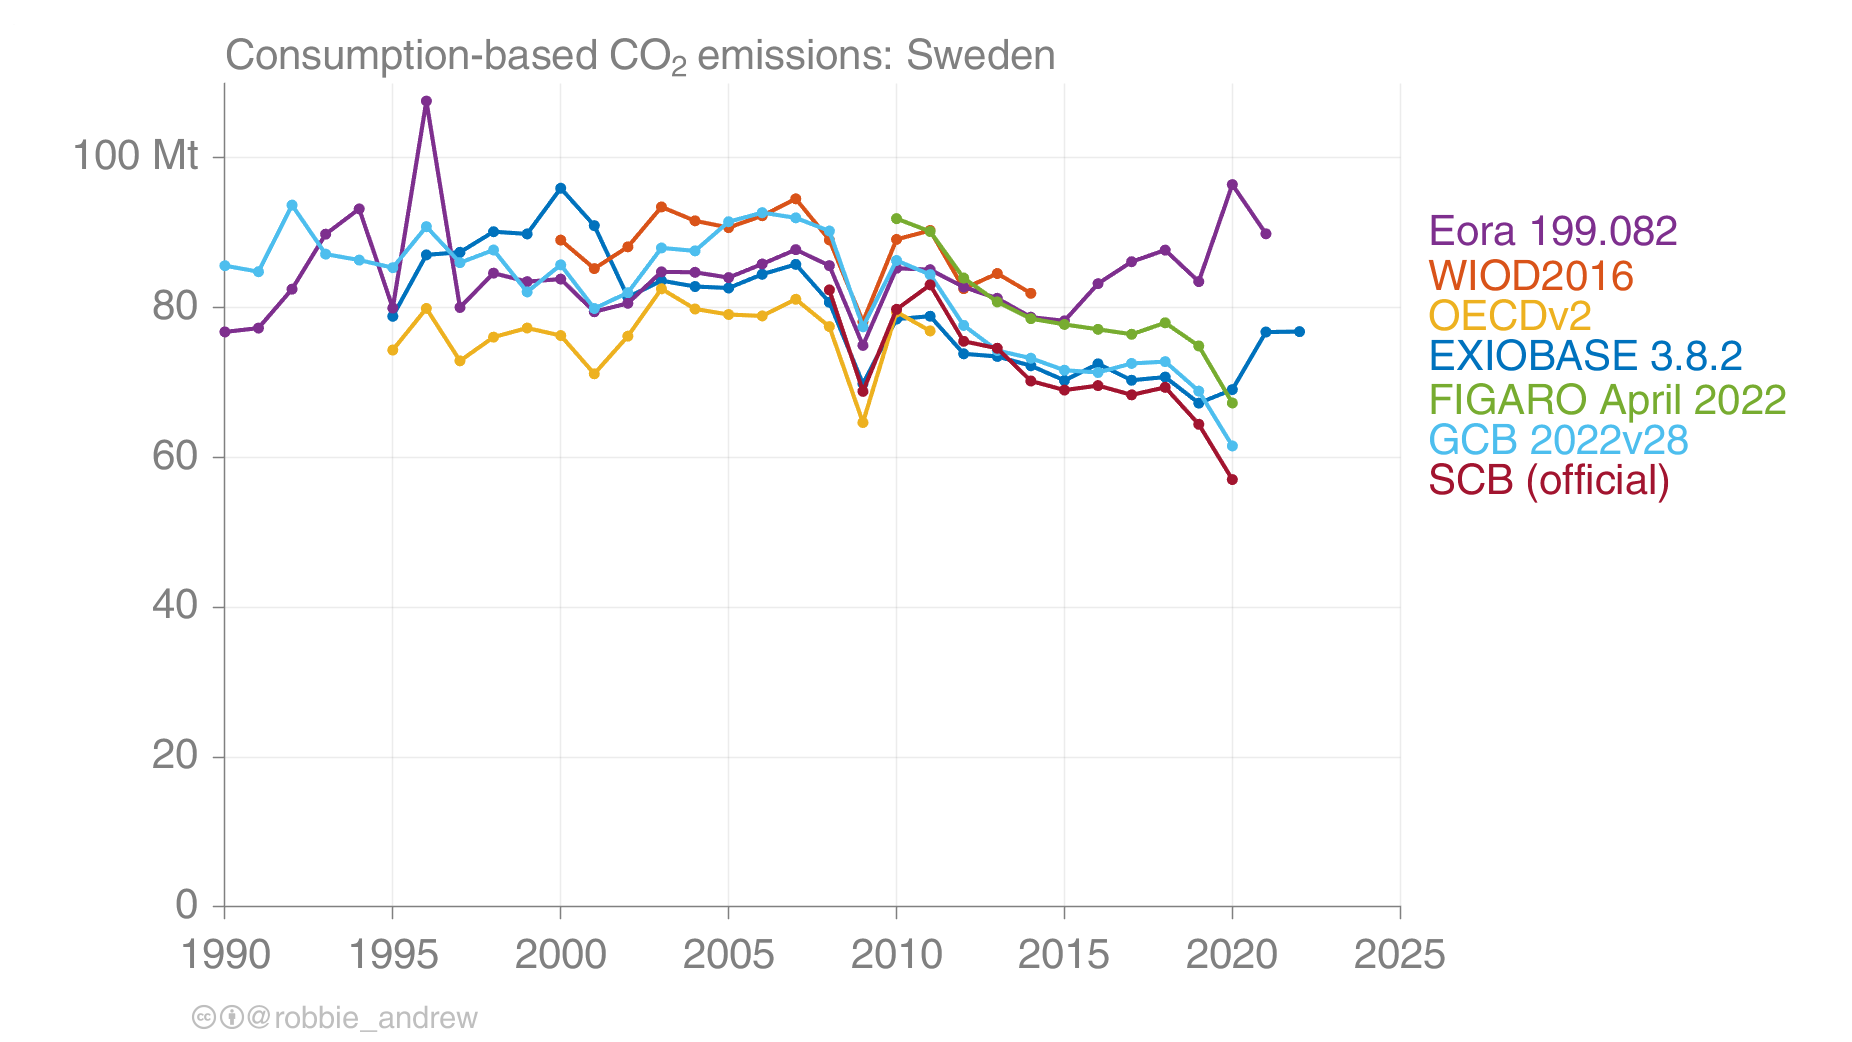 Consumption-based CO₂ emissions: Sweden
100 Mt
80
60
40
20
0
1990 1995 2000 2005 2010 2015 2020 2025
Eora 199.082
WIOD2016
OECDv2
EXIOBASE 3.8.2
FIGARO April 2022
GCB 2022v28
SCB (official)
@robbie_andrew